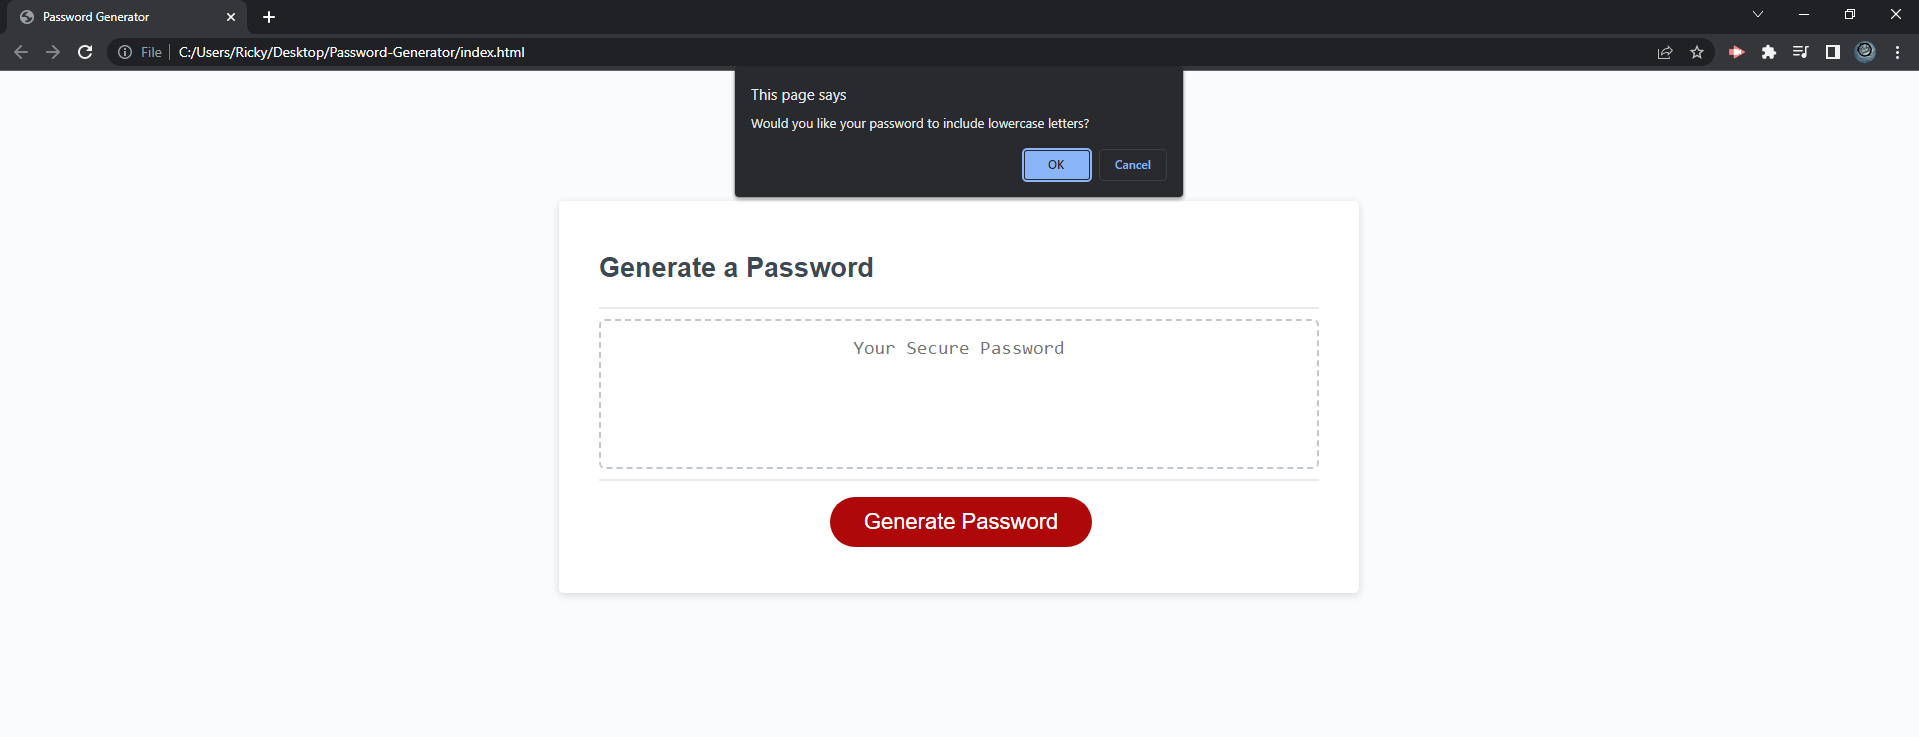 Password Generator
File
C:/Users/Ricky/Desktop/Password-Generator/index.html
This page says
Would you like your password to include lowercase letters?
OK
Cancel
Generate a Password
Your Secure Password
Generate Password